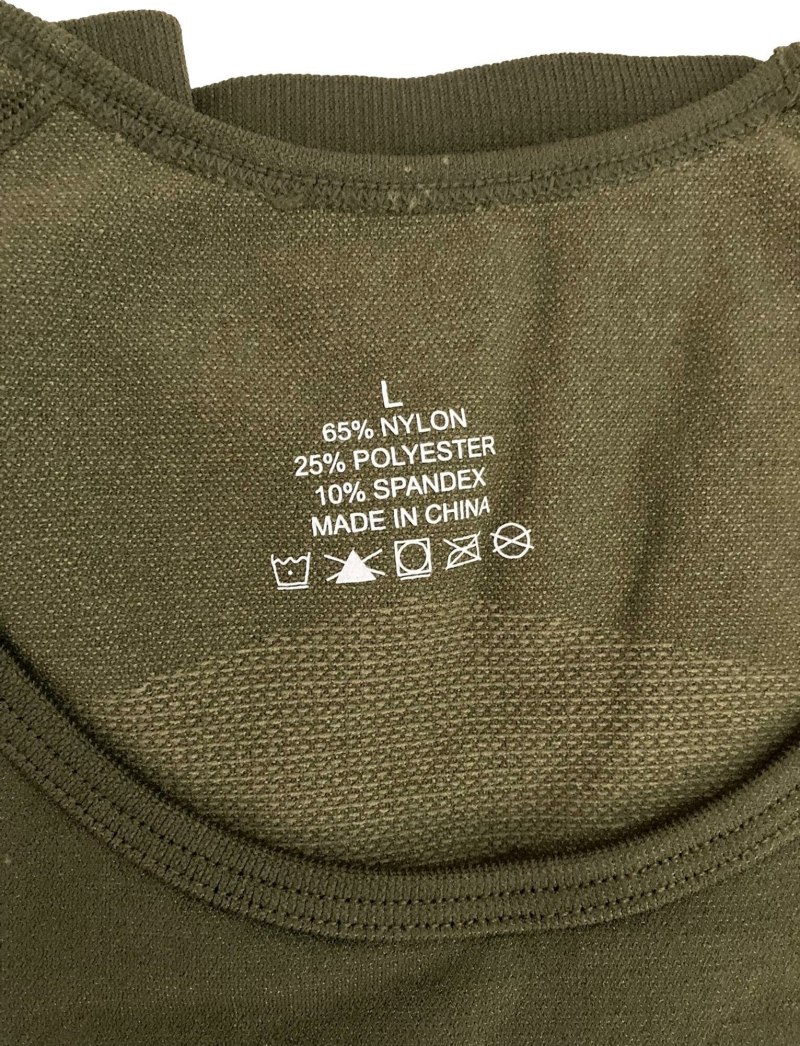 L
65% NYLON
25% POLYESTER
10% SPANDEX
MADE IN CHINA